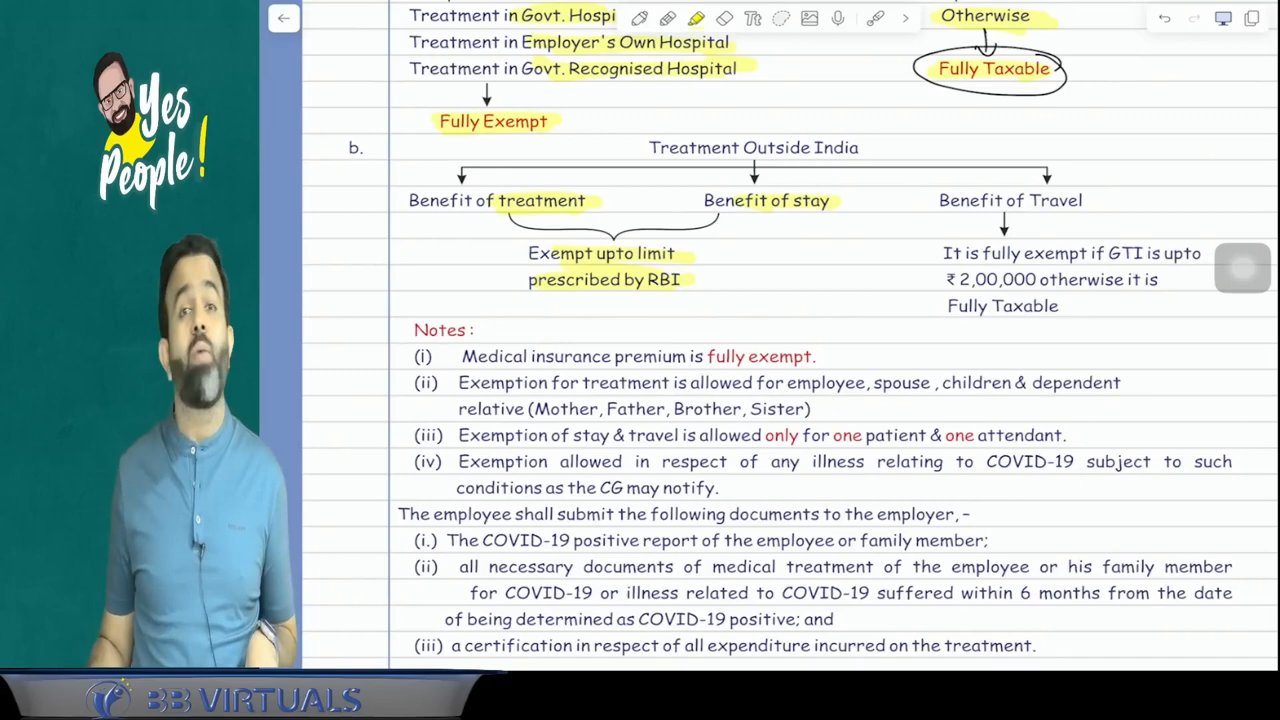 Treatment in Govt. Hospi
Otherwise
Treatment in Employer's Own Hospital
Treatment in Govt. Recognised Hospital
Fully Taxable
Fully Exempt
b. Treatment Outside India
Benefit of treatment Benefit of stay Benefit of Travel
Exempt upto limit
prescribed by RBI
It is fully exempt if GTI is upto
₹ 2,00,000 otherwise it is
Fully Taxable
Notes :
(i) Medical insurance premium is fully exempt.
(ii) Exemption for treatment is allowed for employee, spouse , children & dependent
relative (Mother, Father, Brother, Sister)
(iii) Exemption of stay & travel is allowed only for one patient & one attendant.
(iv) Exemption allowed in respect of any illness relating to COVID-19 subject to such
conditions as the CG may notify.
The employee shall submit the following documents to the employer, –
(i.) The COVID-19 positive report of the employee or family member;
(ii) all necessary documents of medical treatment of the employee or his family member
for COVID-19 or illness related to COVID-19 suffered within 6 months from the date
of being determined as COVID-19 positive; and
(iii) a certification in respect of all expenditure incurred on the treatment.
Yes
People!
BB VIRTUALS